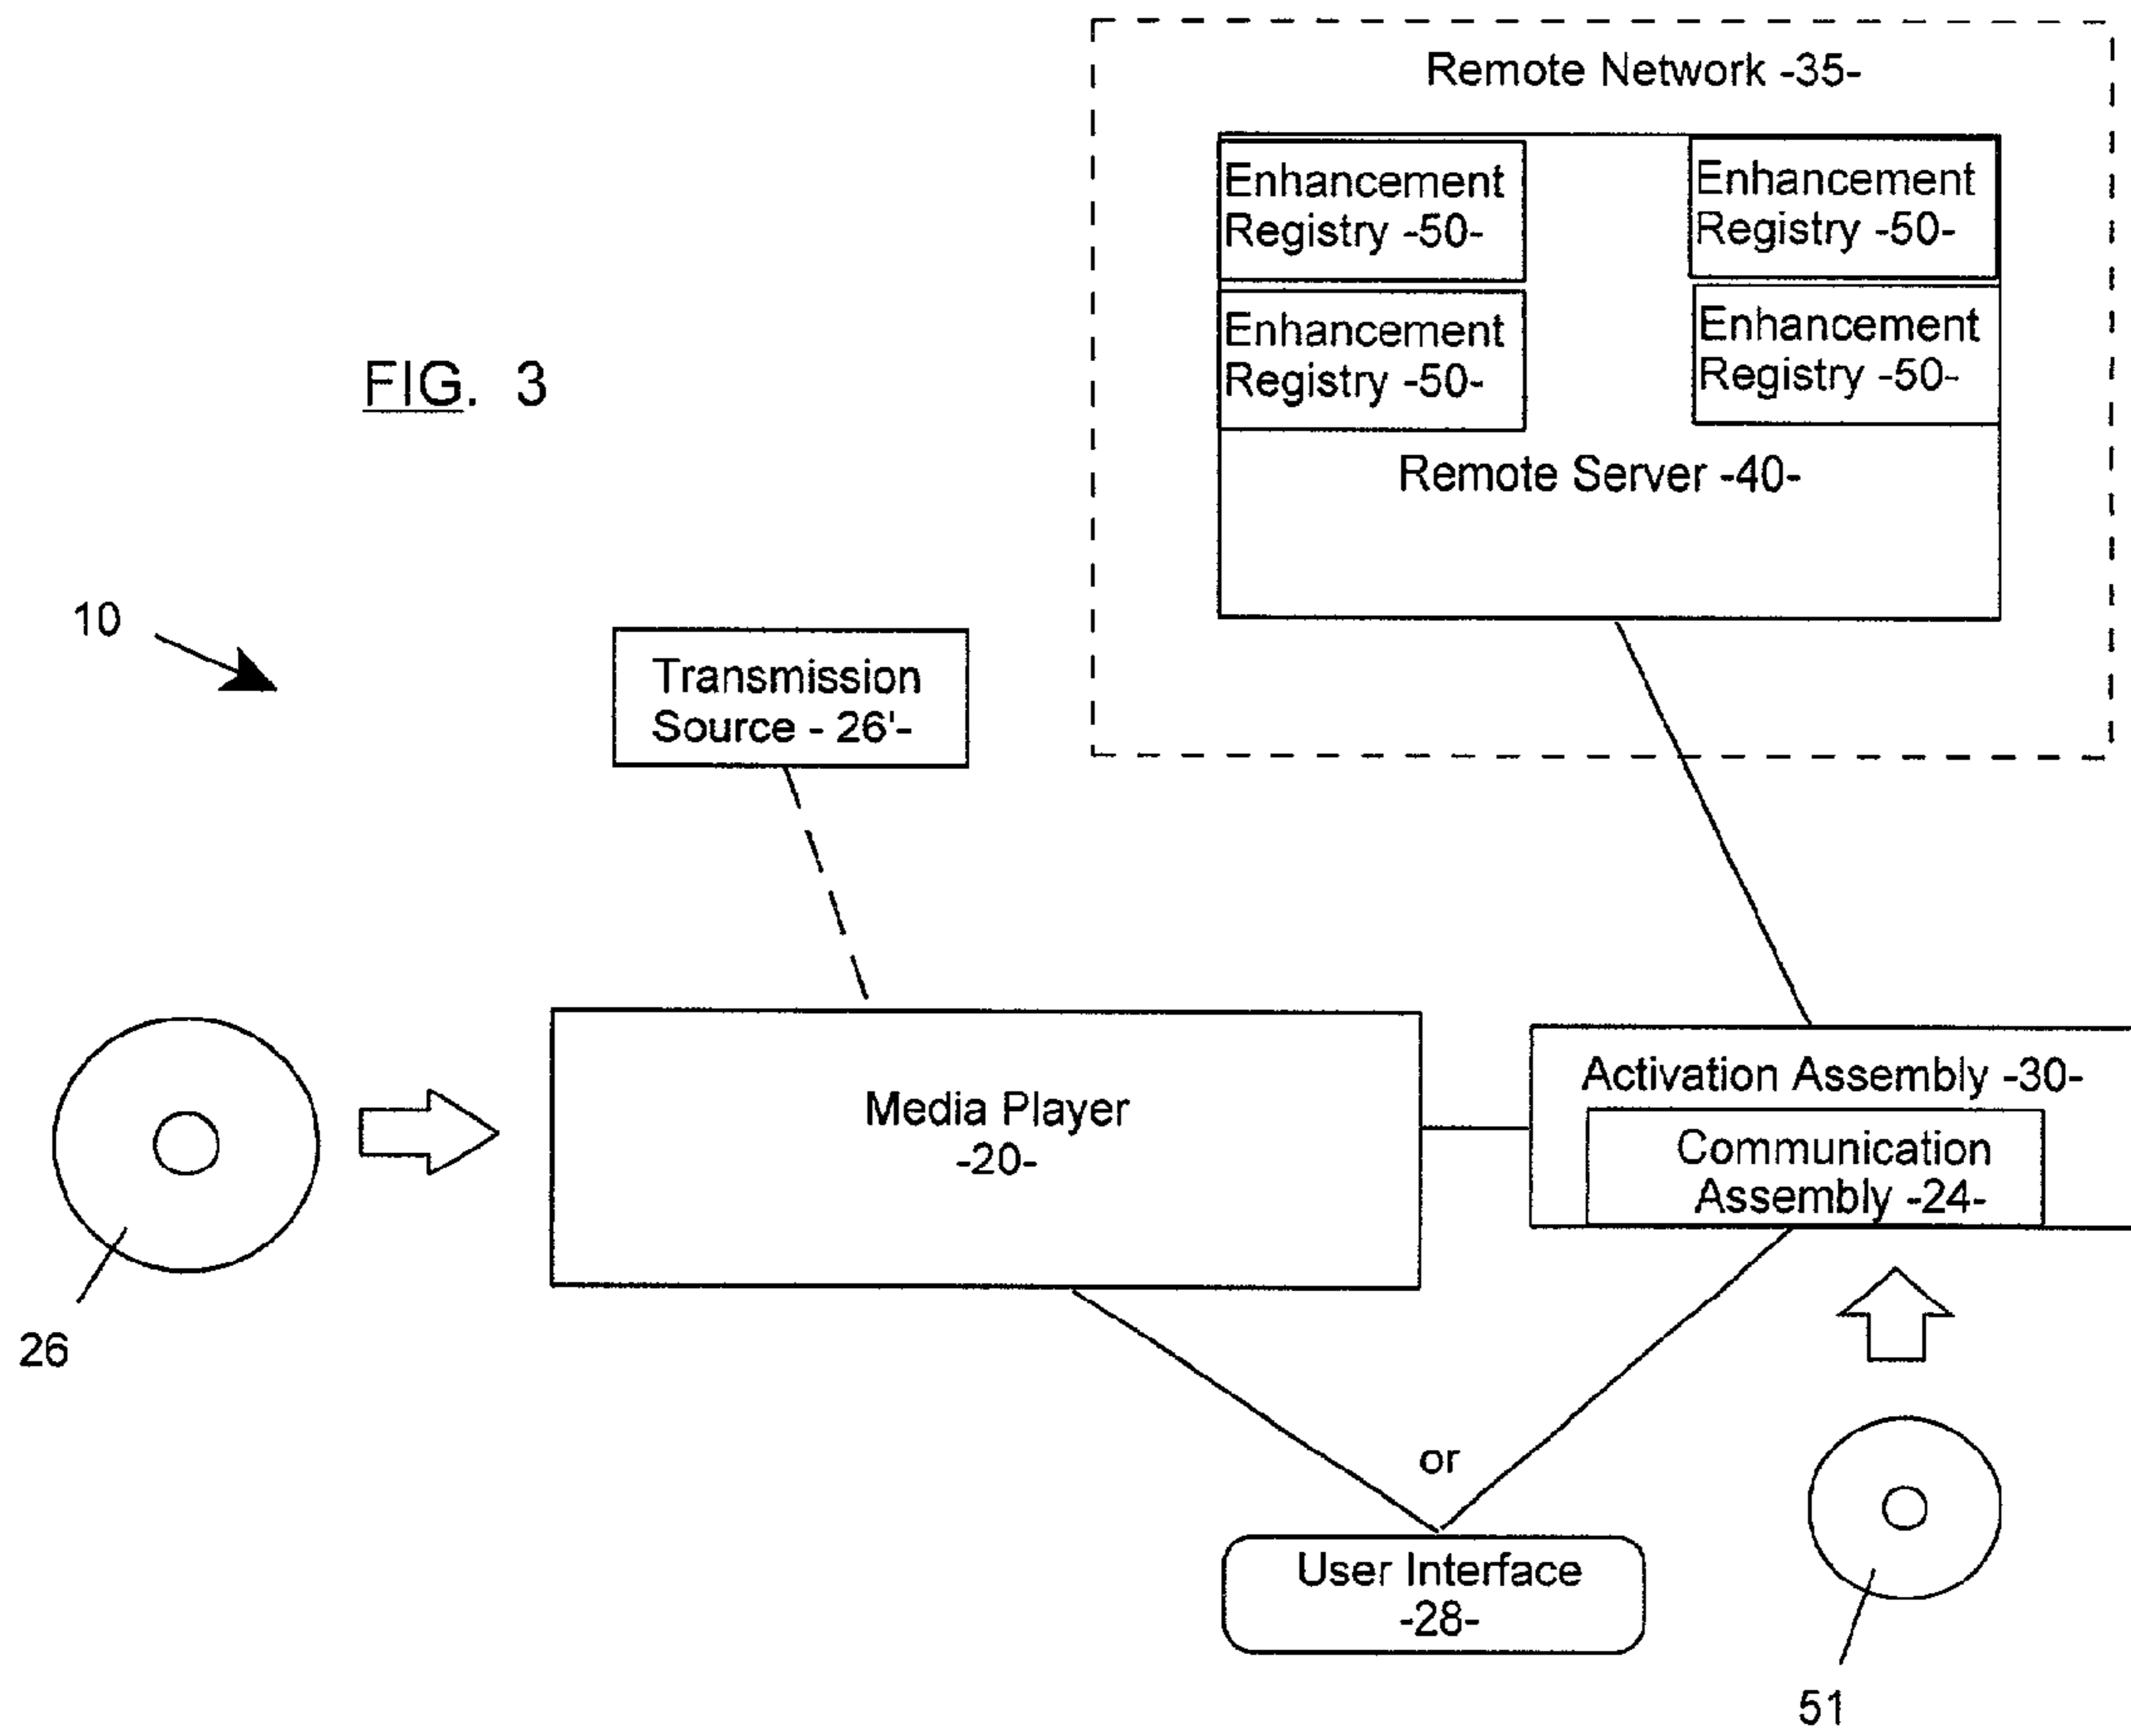 Remote Network -35-
Enhancement
Registry -50-
Enhancement
Registry -50-
Enhancement
Registry -50-
Enhancement
Registry -50-
Remote Server -40-
FIG. 3
10
Transmission
Source - 26'-
Media Player
-20-
Activation Assembly -30-
Communication
Assembly -24-
26
or
User Interface
-28-
51